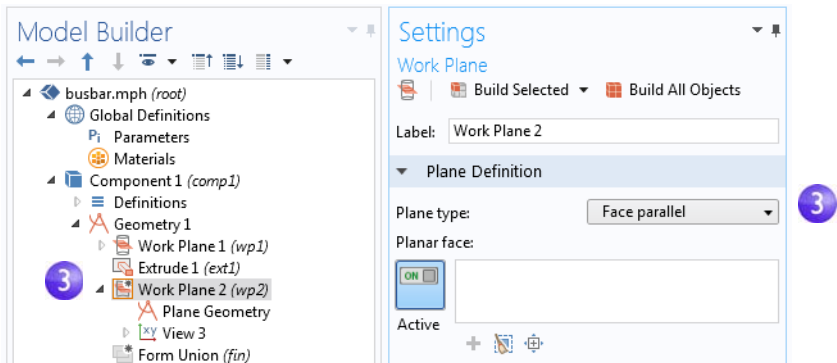 Model Builder
busbar.mph (root)
Global Definitions
Pi Parameters
Materials
Component 1 (comp1)
Definitions
Geometry 1
Work Plane 1 (wp1)
Extrude 1 (ext1)
3
Work Plane 2 (wp2)
Plane Geometry
xy View 3
Form Union (fin)
Settings
Work Plane
Build Selected Build All Objects
Label: Work Plane 2
Plane Definition
Plane type: Face parallel
3
Planar face:
ON
Active